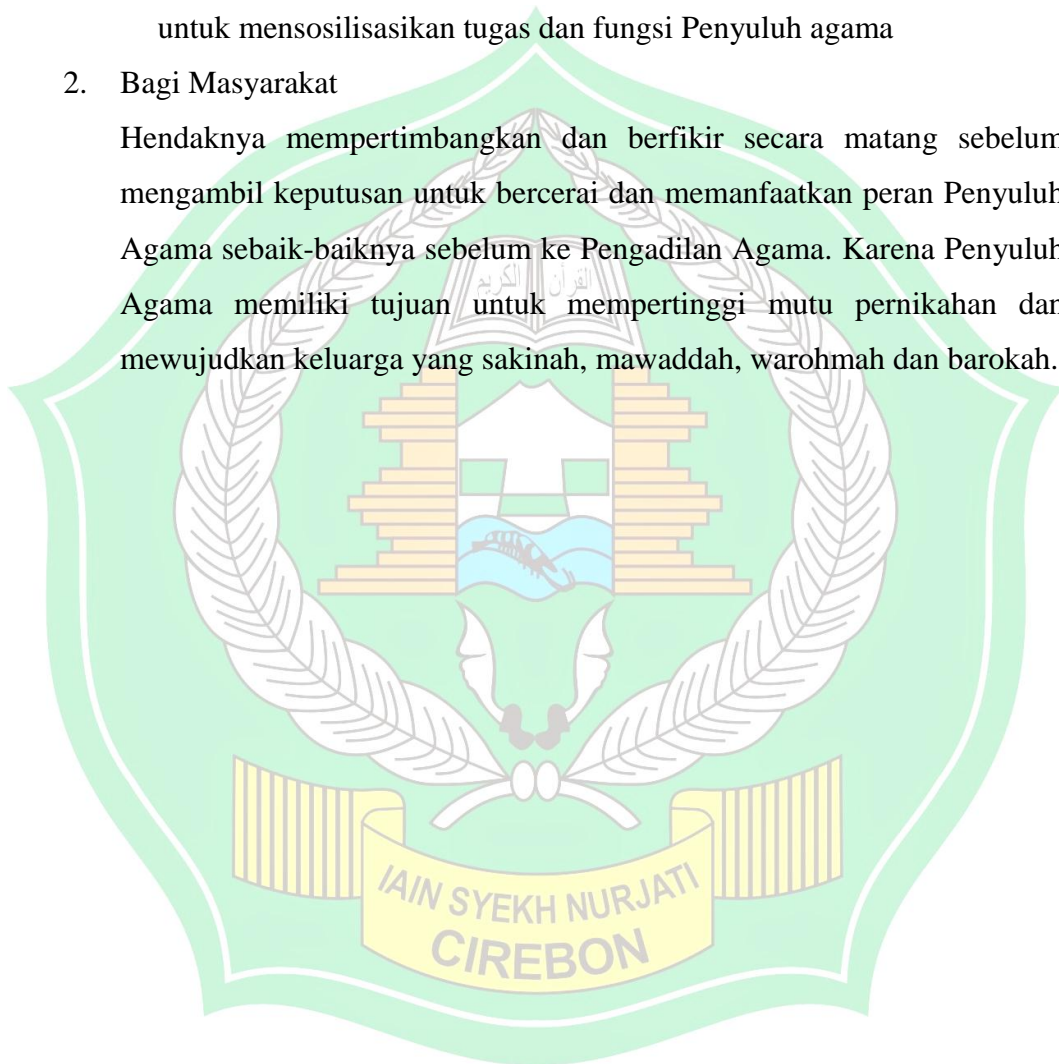 untuk mensosilisasikan tugas dan fungsi Penyuluh agama
2. Bagi Masyarakat
Hendaknya mempertimbangkan dan berfikir secara matang sebelum
mengambil keputusan untuk bercerai dan memanfaatkan peran Penyuluh
Agama sebaik-baiknya sebelum ke Pengadilan Agama. Karena Penyuluh
القرآن الكريم
Agama memiliki tujuan untuk mempertinggi mutu pernikahan dan
mewujudkan keluarga yang sakinah, mawaddah, warohmah dan barokah.
IAIN SYEKH NURJATI
CIREBON